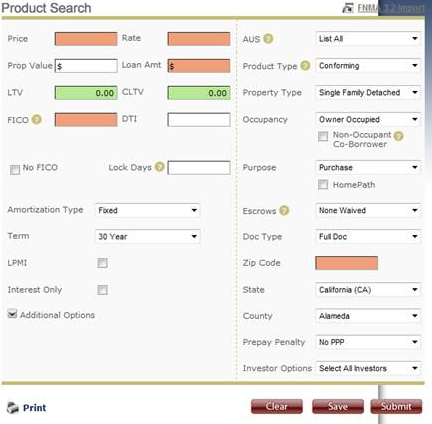 Product Search
FNMA 3.2 Import
Price
Rate
Prop Value $
Loan Amt $
LTV 0.00
CLTV 0.00
FICO ?
DTI
No FICO
Lock Days ?
Amortization Type Fixed
Term 30 Year
LPMI
Interest Only
Additional Options
AUS ? List All
Product Type ? Conforming
Property Type Single Family Detached
Occupancy Owner Occupied
Non-Occupant ?
Co-Borrower
Purpose Purchase
HomePath
Escrows ? None Waived
Doc Type Full Doc
Zip Code
State California (CA)
County Alameda
Prepay Penalty No PPP
Investor Options Select All Investors
Print
Clear
Save
Submit